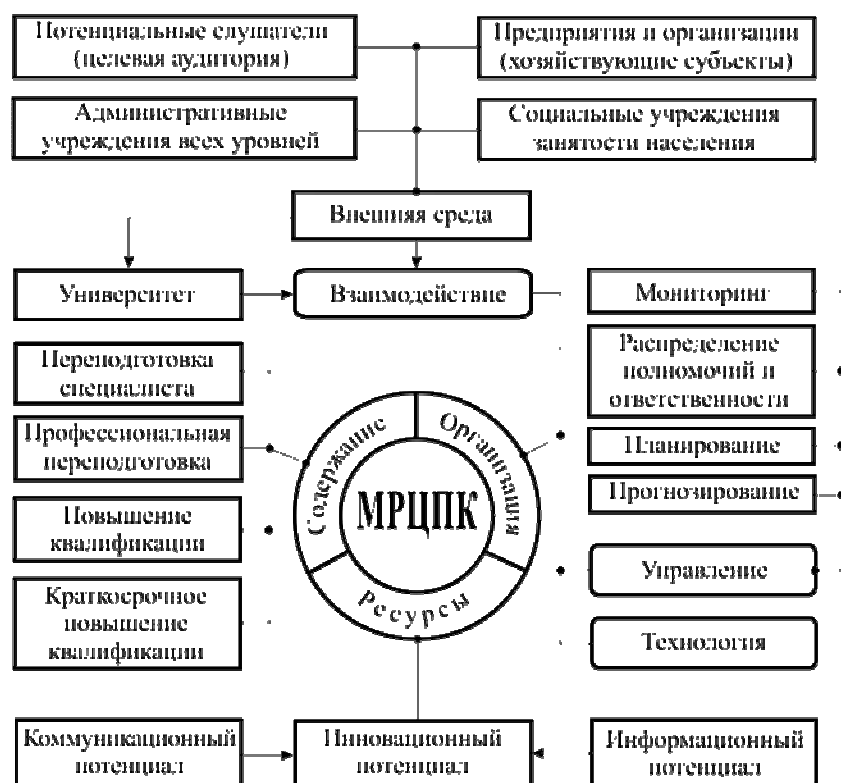 Потенциальные слушатели
(целевая аудитория)
Предприятия и организации
(хозяйствующие субъекты)
Административные
учреждения всех уровней
Социальные учреждения
занятости населения
Внешняя среда
Университет
Взаимодействие
Мониторинг
Переподготовка
специалиста
Распределение
полномочий и
ответственности
Профессиональная
переподготовка
Планирование
Прогнозирование
Содержание
Организация
МРЦПК
Ресурсы
Повышение
квалификации
Управление
Краткосрочное
повышение
квалификации
Технология
Коммуникационный
потенциал
Инновационный
потенциал
Информационный
потенциал